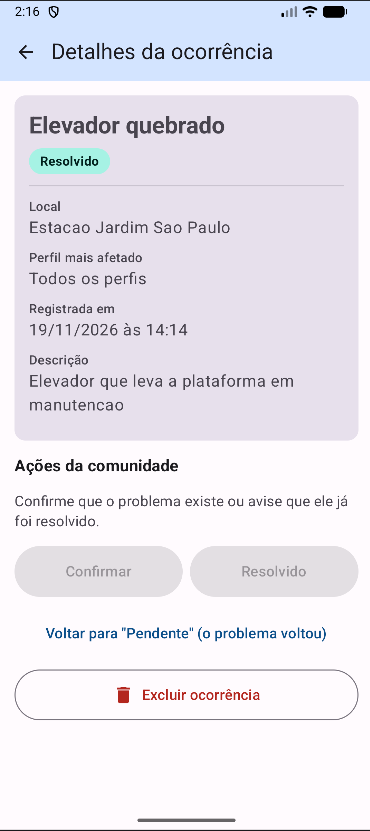 2:16
Detalhes da ocorrência
Elevador quebrado
Resolvido
Local
Estacao Jardim Sao Paulo
Perfil mais afetado
Todos os perfis
Registrada em
19/11/2026 às 14:14
Descrição
Elevador que leva a plataforma em
manutencao
Ações da comunidade
Confirme que o problema existe ou avise que ele já
foi resolvido.
Confirmar
Resolvido
Voltar para "Pendente" (o problema voltou)
Excluir ocorrência